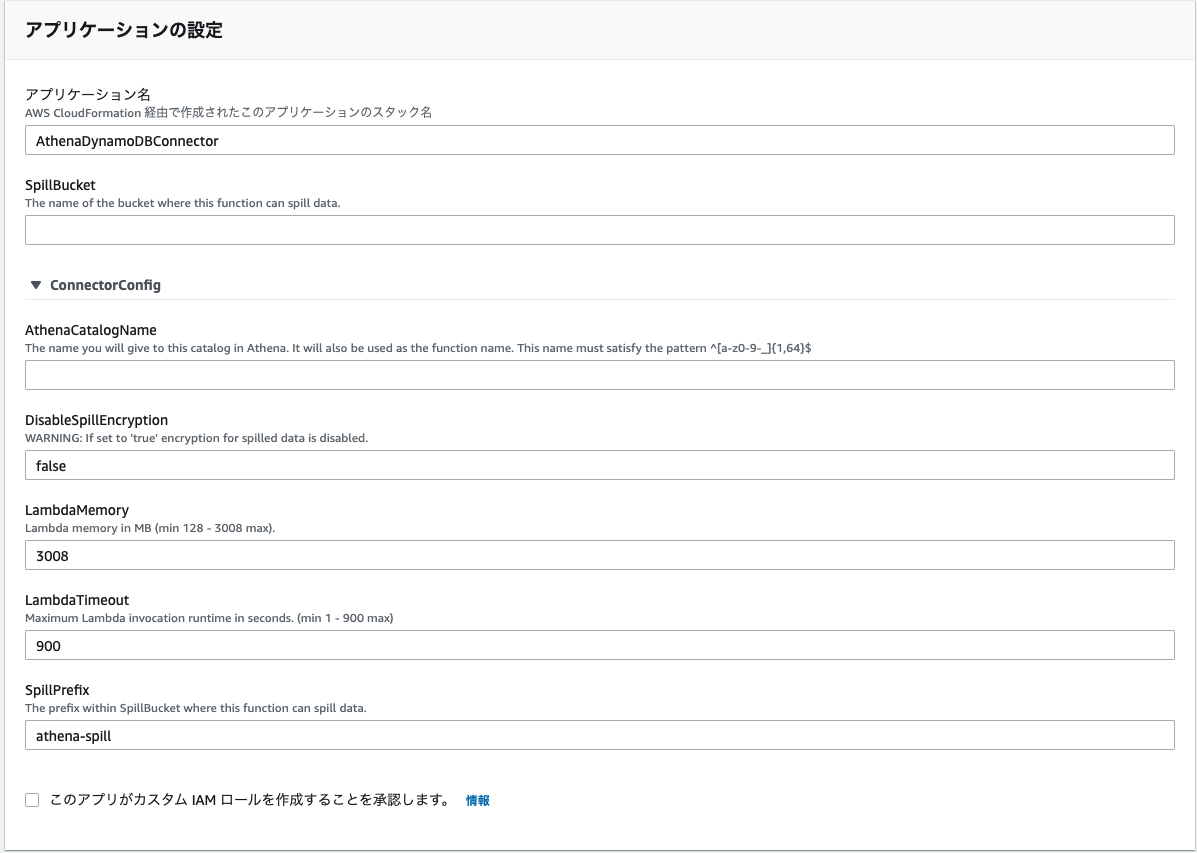 アプリケーションの設定
アプリケーション名
AWS CloudFormation 経由で作成されたこのアプリケーションのスタック名
AthenaDynamoDBConnector
SpillBucket
The name of the bucket where this function can spill data.
▼ ConnectorConfig
AthenaCatalogName
The name you will give to this catalog in Athena. It will also be used as the function name. This name must satisfy the pattern ^[a-z0-9-_]{1,64}$
DisableSpillEncryption
WARNING: If set to 'true' encryption for spilled data is disabled.
false
LambdaMemory
Lambda memory in MB (min 128 - 3008 max).
3008
LambdaTimeout
Maximum Lambda invocation runtime in seconds. (min 1 - 900 max)
900
SpillPrefix
The prefix within SpillBucket where this function can spill data.
athena-spill
このアプリがカスタム IAM ロールを作成することを承認します。 情報